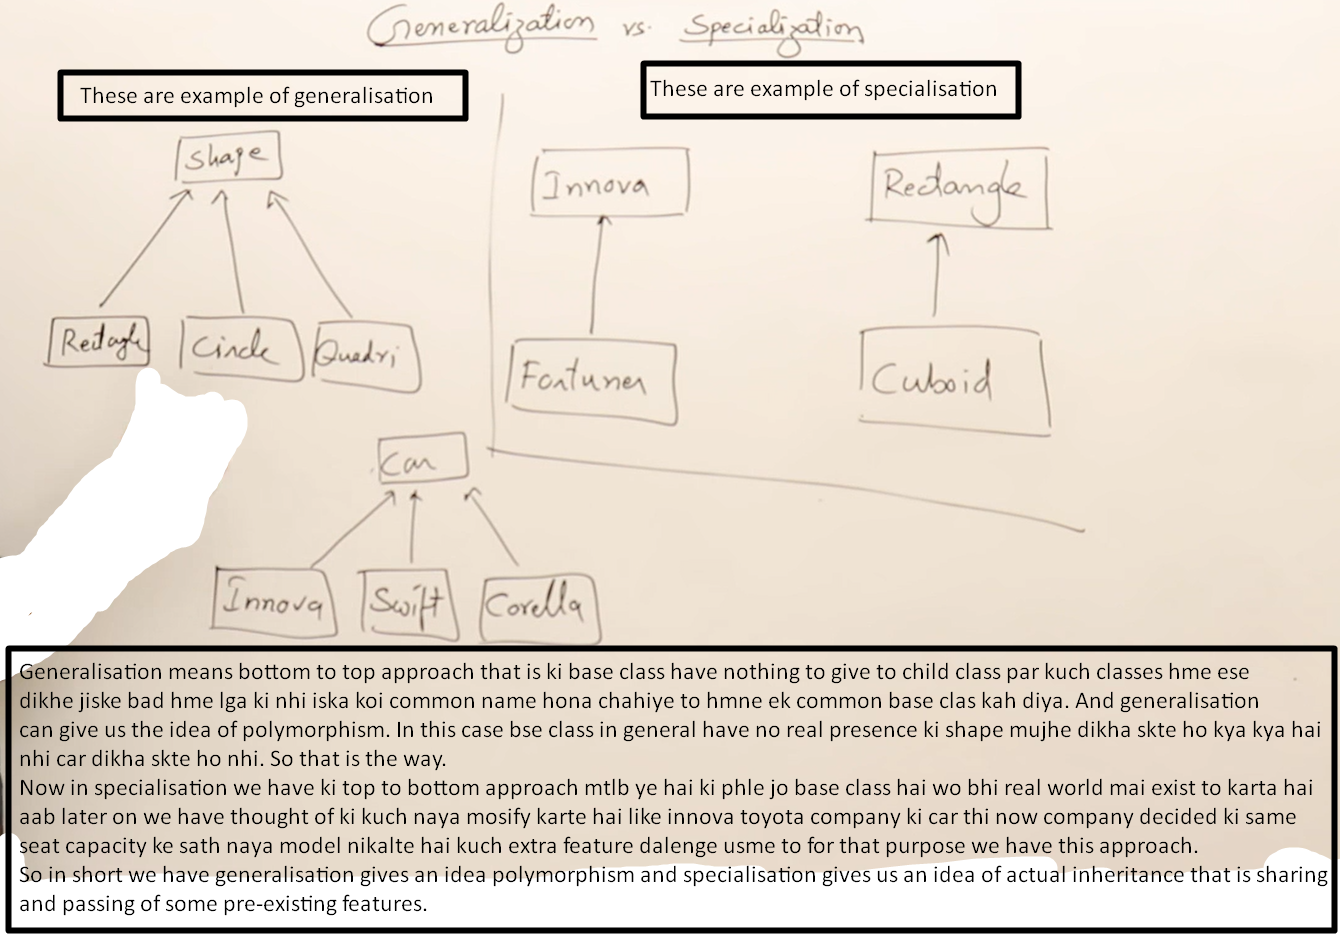 Generalization vs. Specialization
These are example of generalisation
These are example of specialisation
Shape
Innova
Rectangle
Rectagle
Circle
Quadri
Fortuner
Cuboid
Car
Innova
Swift
Corella
Generalisation means bottom to top approach that is ki base class have nothing to give to child class par kuch classes hme ese
dikhe jiske bad hme lga ki nhi iska koi common name hona chahiye to hmne ek common base clas kah diya. And generalisation
can give us the idea of polymorphism. In this case bse class in general have no real presence ki shape mujhe dikha skte ho kya kya hai
nhi car dikha skte ho nhi. So that is the way.
Now in specialisation we have ki top to bottom approach mtlb ye hai ki phle jo base class hai wo bhi real world mai exist to karta hai
aab later on we have thought of ki kuch naya mosify karte hai like innova toyota company ki car thi now company decided ki same
seat capacity ke sath naya model nikalte hai kuch extra feature dalenge usme to for that purpose we have this approach.
So in short we have generalisation gives an idea polymorphism and specialisation gives us an idea of actual inheritance that is sharing
and passing of some pre-existing features.